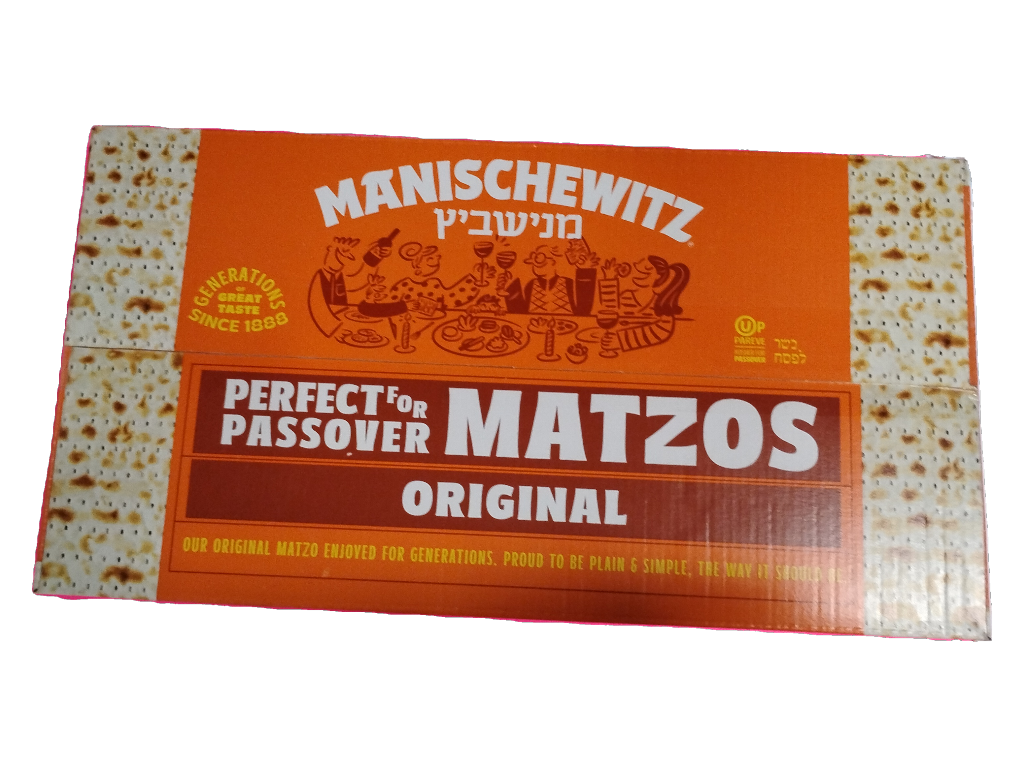 MANISCHEWITZ
מנישביץ
GENERATIONS
OF
GREAT
TASTE
SINCE 1888
U P
PAREVE
KOSHER FOR
PASSOVER
כשר
לפסח
PERFECT FOR
PASSOVER
MATZOS
ORIGINAL
OUR ORIGINAL MATZO ENJOYED FOR GENERATIONS. PROUD TO BE PLAIN & SIMPLE, THE WAY IT SHOULD BE.